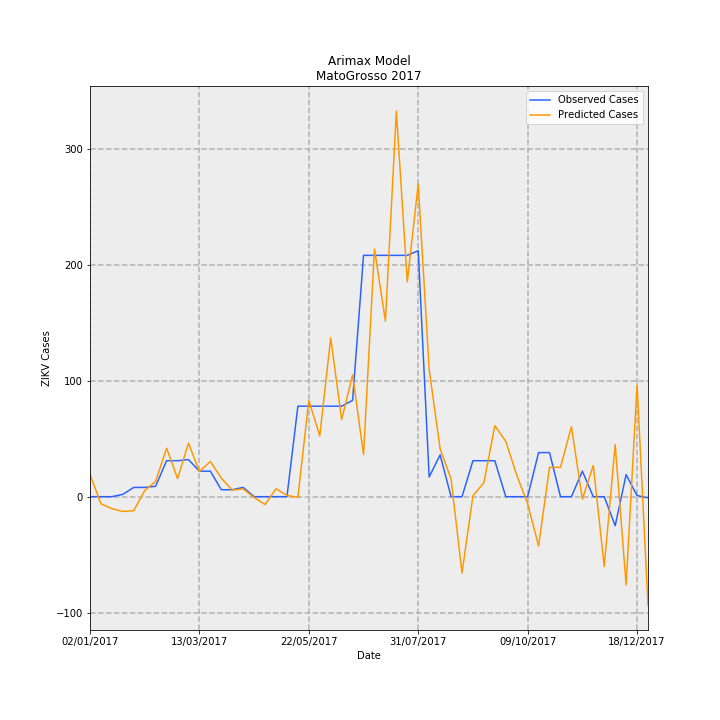 Arimax Model
MatoGrosso 2017
Observed Cases
Predicted Cases
ZIKV Cases
300
200
100
0
−100
02/01/2017
13/03/2017
22/05/2017
31/07/2017
09/10/2017
18/12/2017
Date